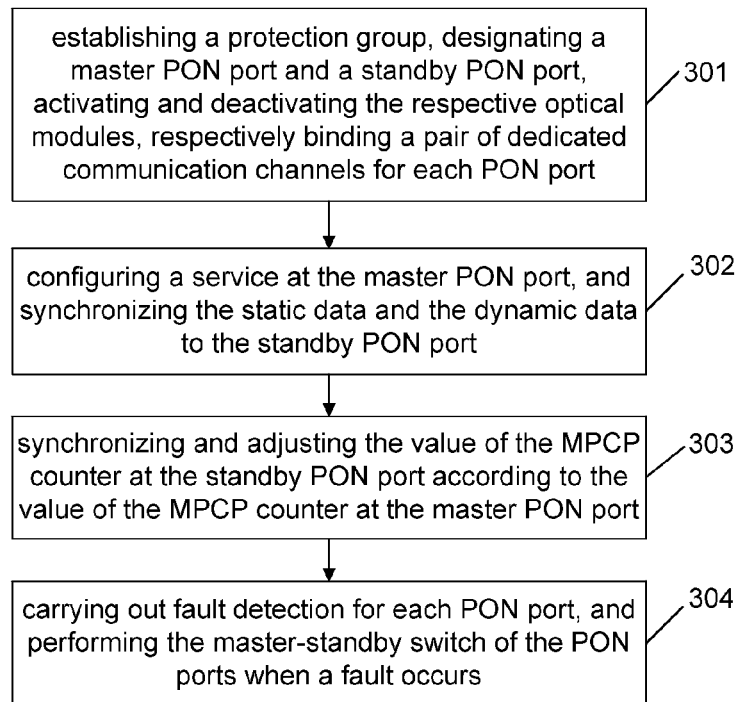 establishing a protection group, designating a
master PON port and a standby PON port,
activating and deactivating the respective optical
modules, respectively binding a pair of dedicated
communication channels for each PON port
301
configuring a service at the master PON port, and
synchronizing the static data and the dynamic data
to the standby PON port
302
synchronizing and adjusting the value of the MPCP
counter at the standby PON port according to the
value of the MPCP counter at the master PON port
303
carrying out fault detection for each PON port, and
performing the master-standby switch of the PON
ports when a fault occurs
304